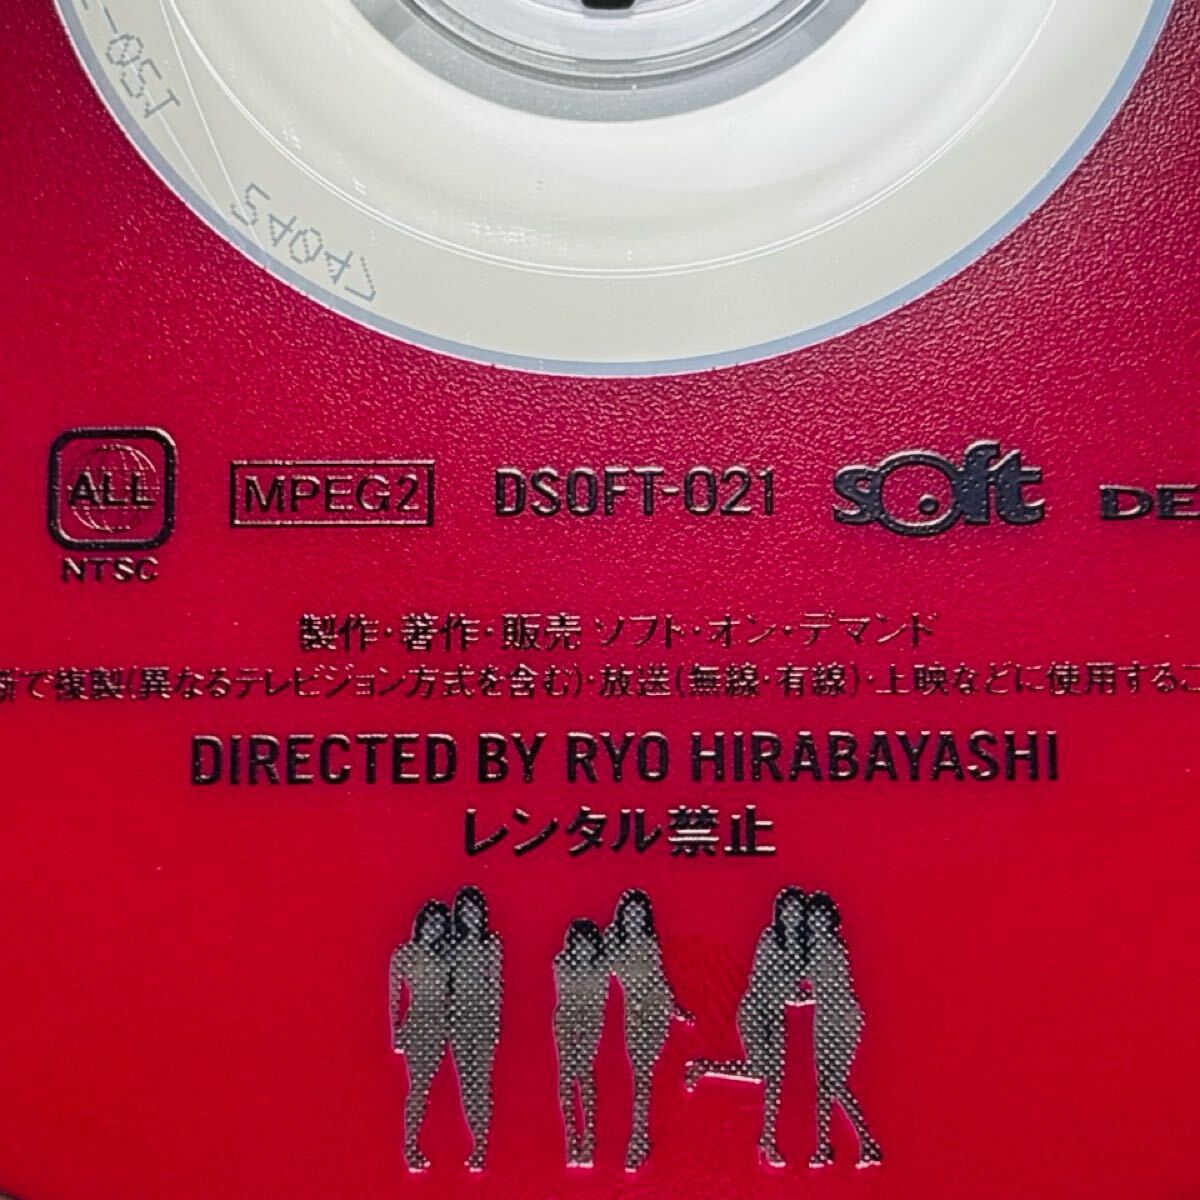 ALL
NTSC
MPEG2
DSOFT-021
soft
DE
製作・著作・販売 ソフト・オン・デマンド
断で複製(異なるテレビジョン方式を含む)・放送(無線・有線)・上映などに使用するこ
DIRECTED BY RYO HIRABAYASHI
レンタル禁止